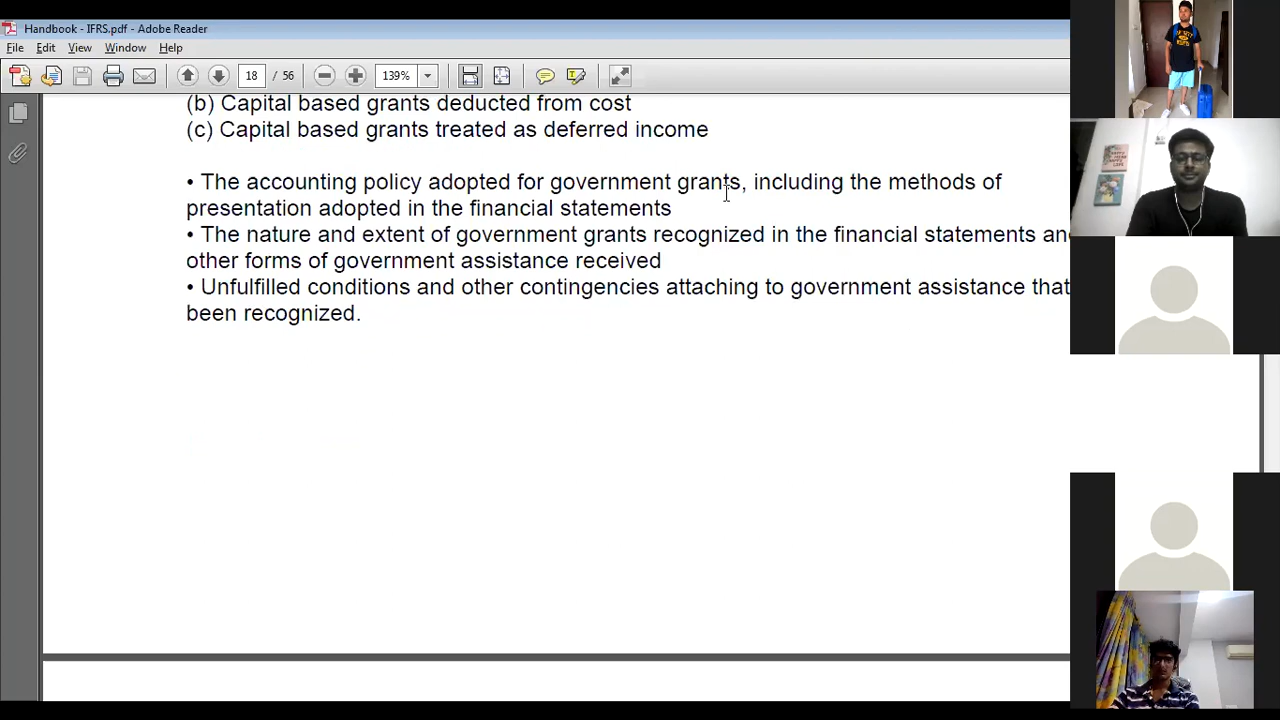 Handbook - IFRS.pdf - Adobe Reader
File Edit View Window Help
18 / 56 139%
(b) Capital based grants deducted from cost
(c) Capital based grants treated as deferred income
• The accounting policy adopted for government grants, including the methods of
presentation adopted in the financial statements
• The nature and extent of government grants recognized in the financial statements and
other forms of government assistance received
• Unfulfilled conditions and other contingencies attaching to government assistance that
been recognized.